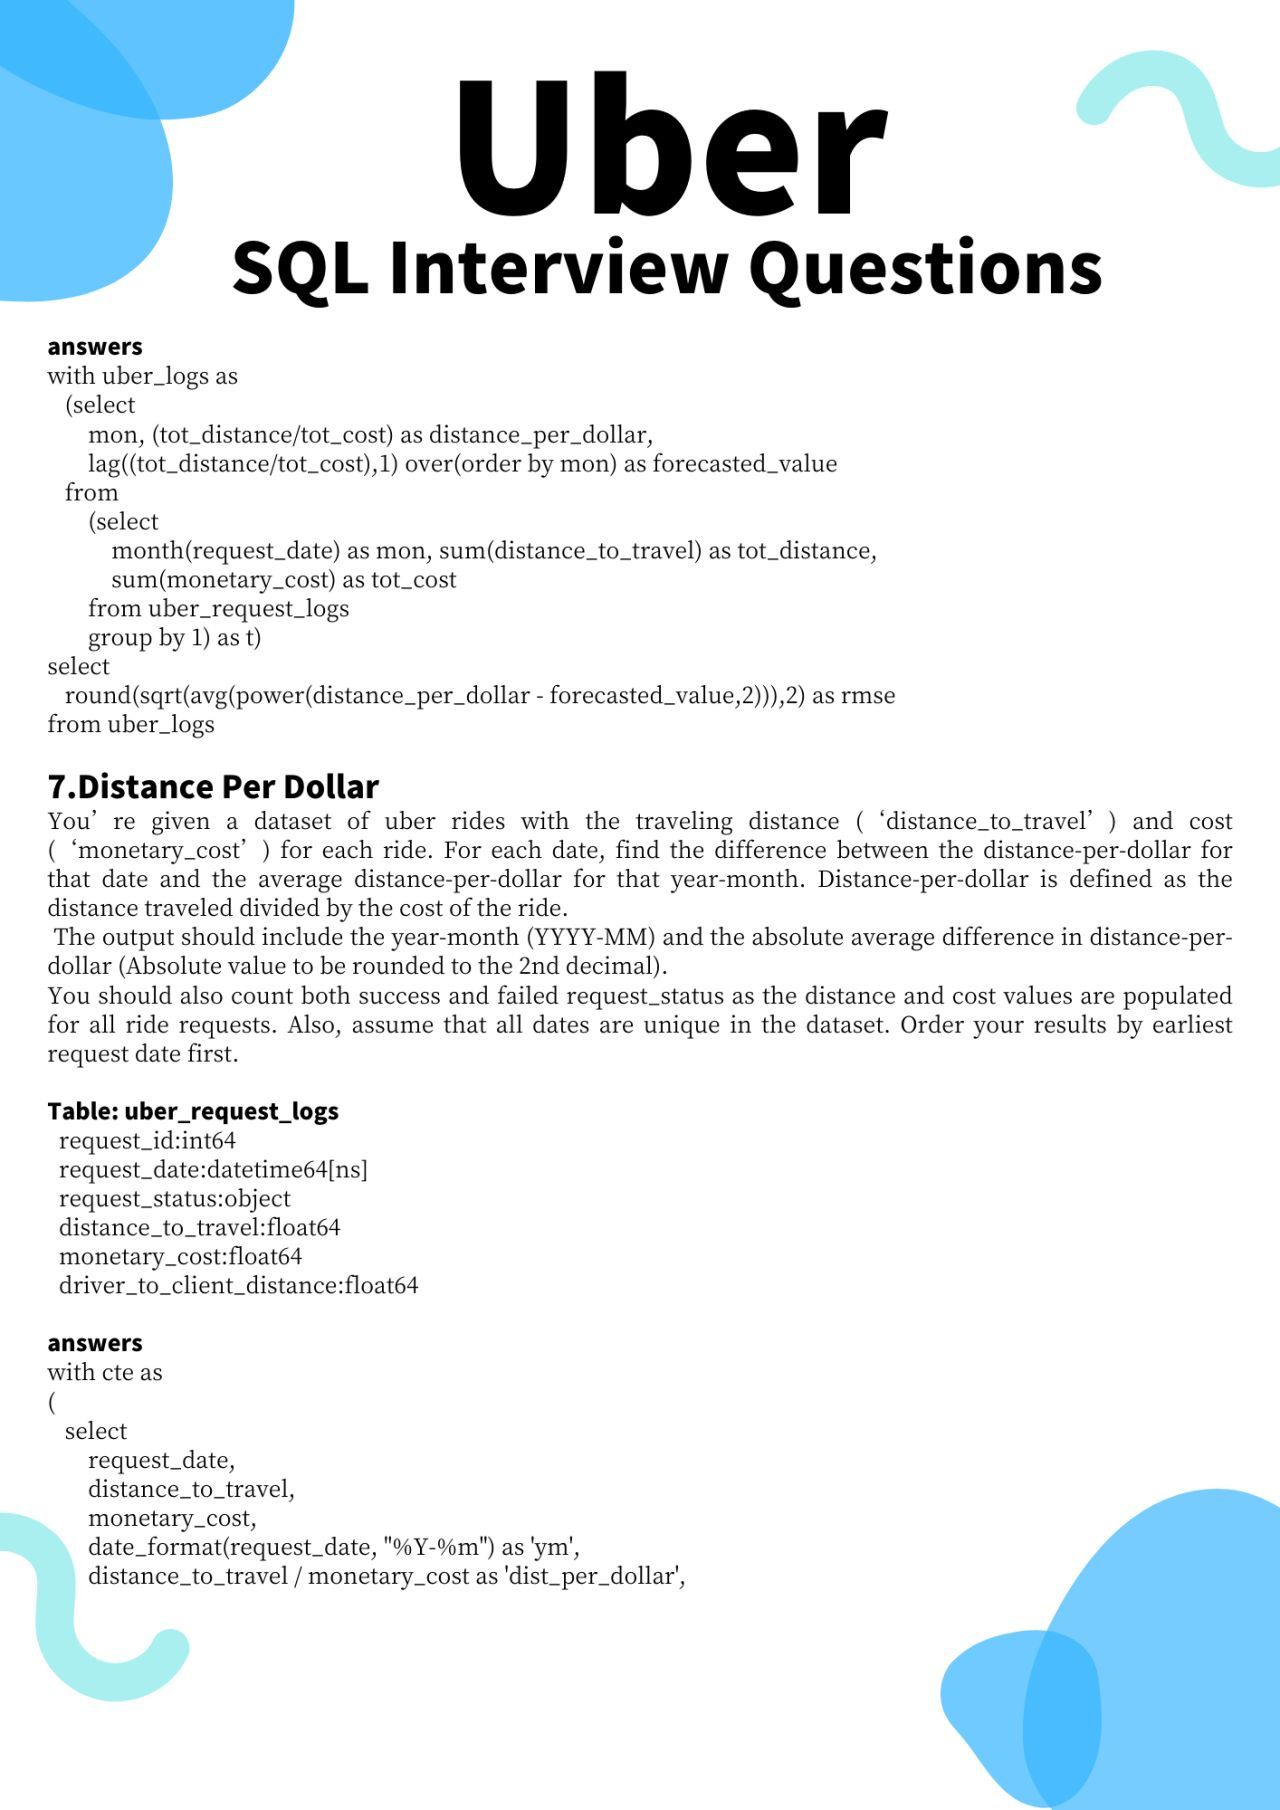 Uber
SQL Interview Questions
answers
with uber_logs as
(select
mon, (tot_distance/tot_cost) as distance_per_dollar,
lag((tot_distance/tot_cost),1) over(order by mon) as forecasted_value
from
(select
month(request_date) as mon, sum(distance_to_travel) as tot_distance,
sum(monetary_cost) as tot_cost
from uber_request_logs
group by 1) as t)
select
round(sqrt(avg(power(distance_per_dollar - forecasted_value,2))),2) as rmse
from uber_logs
7.Distance Per Dollar
You’re given a dataset of uber rides with the traveling distance (‘distance_to_travel’) and cost
(‘monetary_cost’) for each ride. For each date, find the difference between the distance-per-dollar for
that date and the average distance-per-dollar for that year-month. Distance-per-dollar is defined as the
distance traveled divided by the cost of the ride.
The output should include the year-month (YYYY-MM) and the absolute average difference in distance-per-
dollar (Absolute value to be rounded to the 2nd decimal).
You should also count both success and failed request_status as the distance and cost values are populated
for all ride requests. Also, assume that all dates are unique in the dataset. Order your results by earliest
request date first.
Table: uber_request_logs
request_id:int64
request_date:datetime64[ns]
request_status:object
distance_to_travel:float64
monetary_cost:float64
driver_to_client_distance:float64
answers
with cte as
(
select
request_date,
distance_to_travel,
monetary_cost,
date_format(request_date, "%Y-%m") as 'ym',
distance_to_travel / monetary_cost as 'dist_per_dollar',